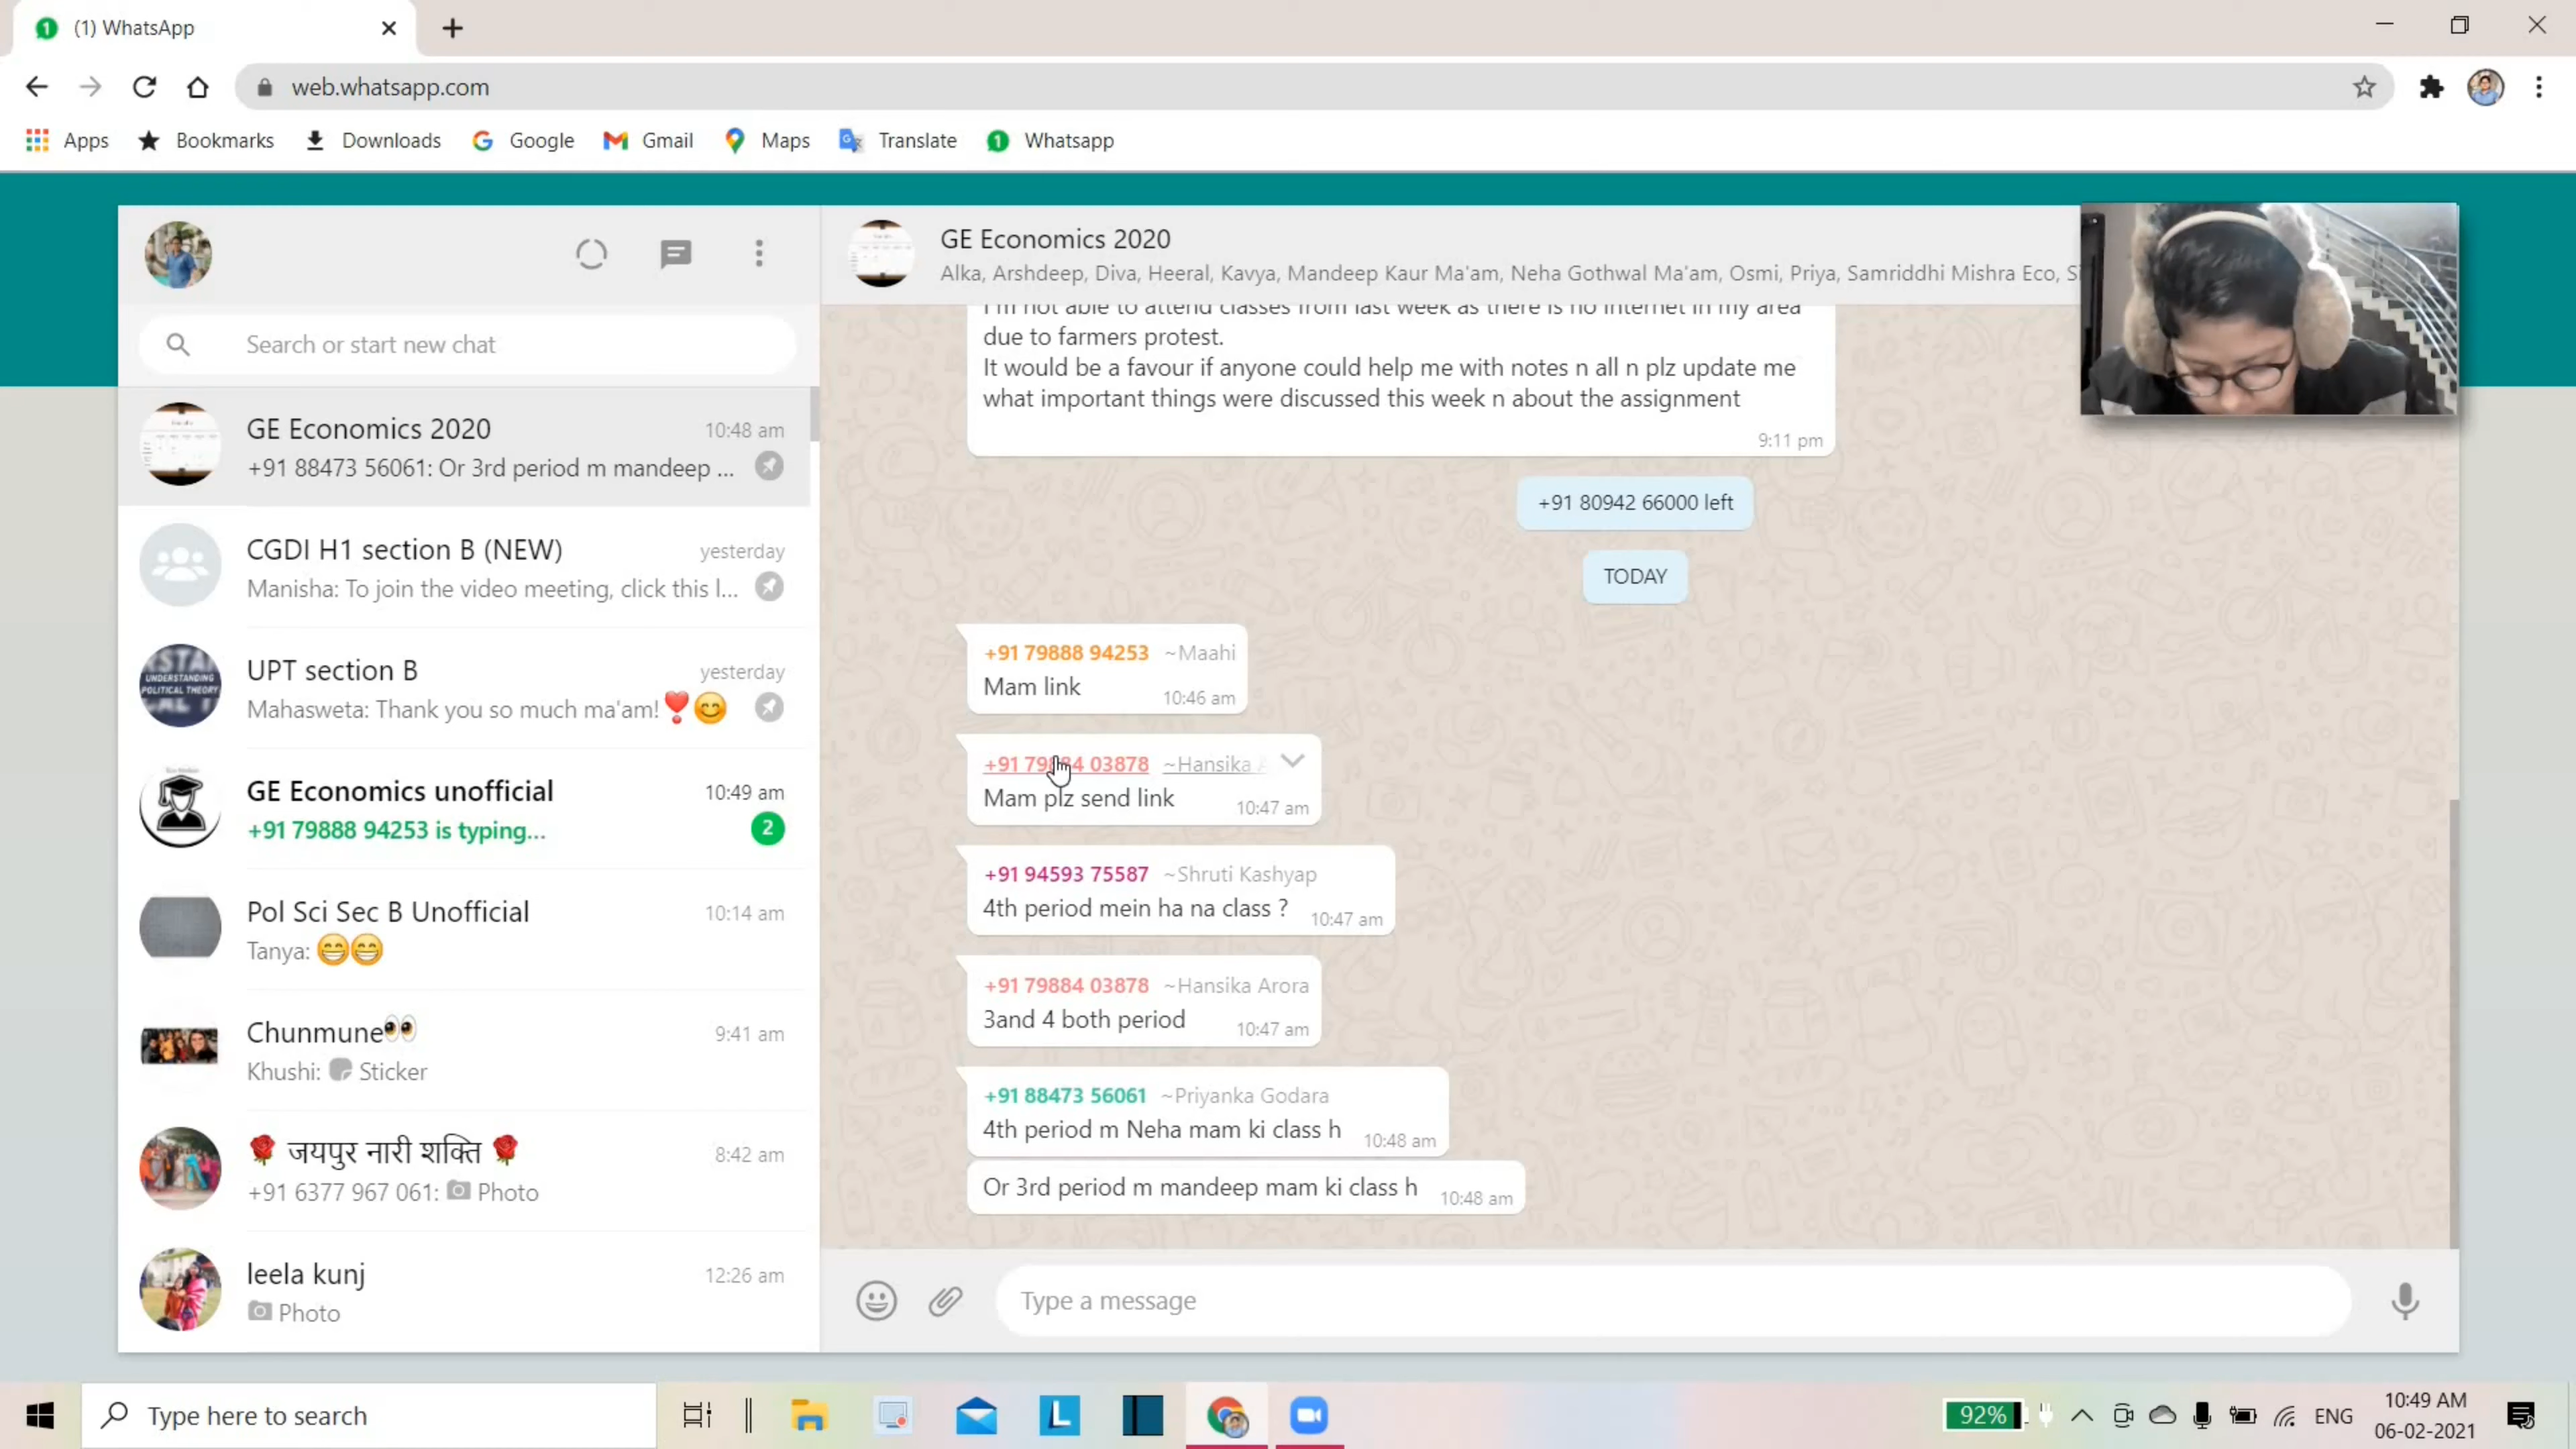 (1) WhatsApp
web.whatsapp.com
Apps Bookmarks Downloads Google Gmail Maps Translate Whatsapp
Search or start new chat
GE Economics 2020 10:48 am
+91 88473 56061: Or 3rd period m mandeep ...
CGDI H1 section B (NEW) yesterday
Manisha: To join the video meeting, click this l...
UPT section B yesterday
Mahasweta: Thank you so much ma'am!❣️😊
UNDERSTANDING
POLITICAL THEORY
GE Economics unofficial 10:49 am
+91 79888 94253 is typing... 2
Pol Sci Sec B Unofficial 10:14 am
Tanya: 😁😁
Chunmune👀 9:41 am
Khushi: Sticker
🌹 जयपुर नारी शक्ति 🌹 8:42 am
+91 6377 967 061: Photo
leela kunj 12:26 am
Photo
GE Economics 2020
Alka, Arshdeep, Diva, Heeral, Kavya, Mandeep Kaur Ma'am, Neha Gothwal Ma'am, Osmi, Priya, Samriddhi Mishra Eco, S
I'm not able to attend classes from last week as there is no internet in my area
due to farmers protest.
It would be a favour if anyone could help me with notes n all n plz update me
what important things were discussed this week n about the assignment
9:11 pm
+91 80942 66000 left
TODAY
+91 79888 94253 ~Maahi
Mam link 10:46 am
+91 79884 03878 ~Hansika A
Mam plz send link 10:47 am
+91 94593 75587 ~Shruti Kashyap
4th period mein ha na class ? 10:47 am
+91 79884 03878 ~Hansika Arora
3and 4 both period 10:47 am
+91 88473 56061 ~Priyanka Godara
4th period m Neha mam ki class h 10:48 am
Or 3rd period m mandeep mam ki class h 10:48 am
Type a message
Type here to search
L
92% ENG 10:49 AM
06-02-2021